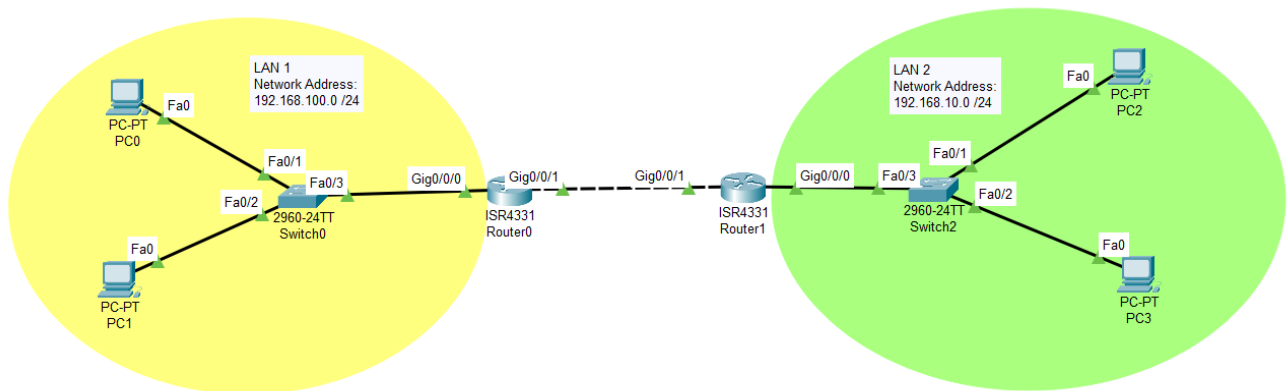 LAN 1
Network Address:
192.168.100.0 /24
LAN 2
Network Address:
192.168.10.0 /24
Fa0
PC-PT
PC0
Fa0/1
Fa0/2
Fa0/3
2960-24TT
Switch0
Fa0
PC-PT
PC1
Gig0/0/0
Gig0/0/1
ISR4331
Router0
Gig0/0/1
ISR4331
Router1
Gig0/0/0
Fa0/3
Fa0/1
Fa0/2
2960-24TT
Switch2
Fa0
PC-PT
PC2
Fa0
PC-PT
PC3